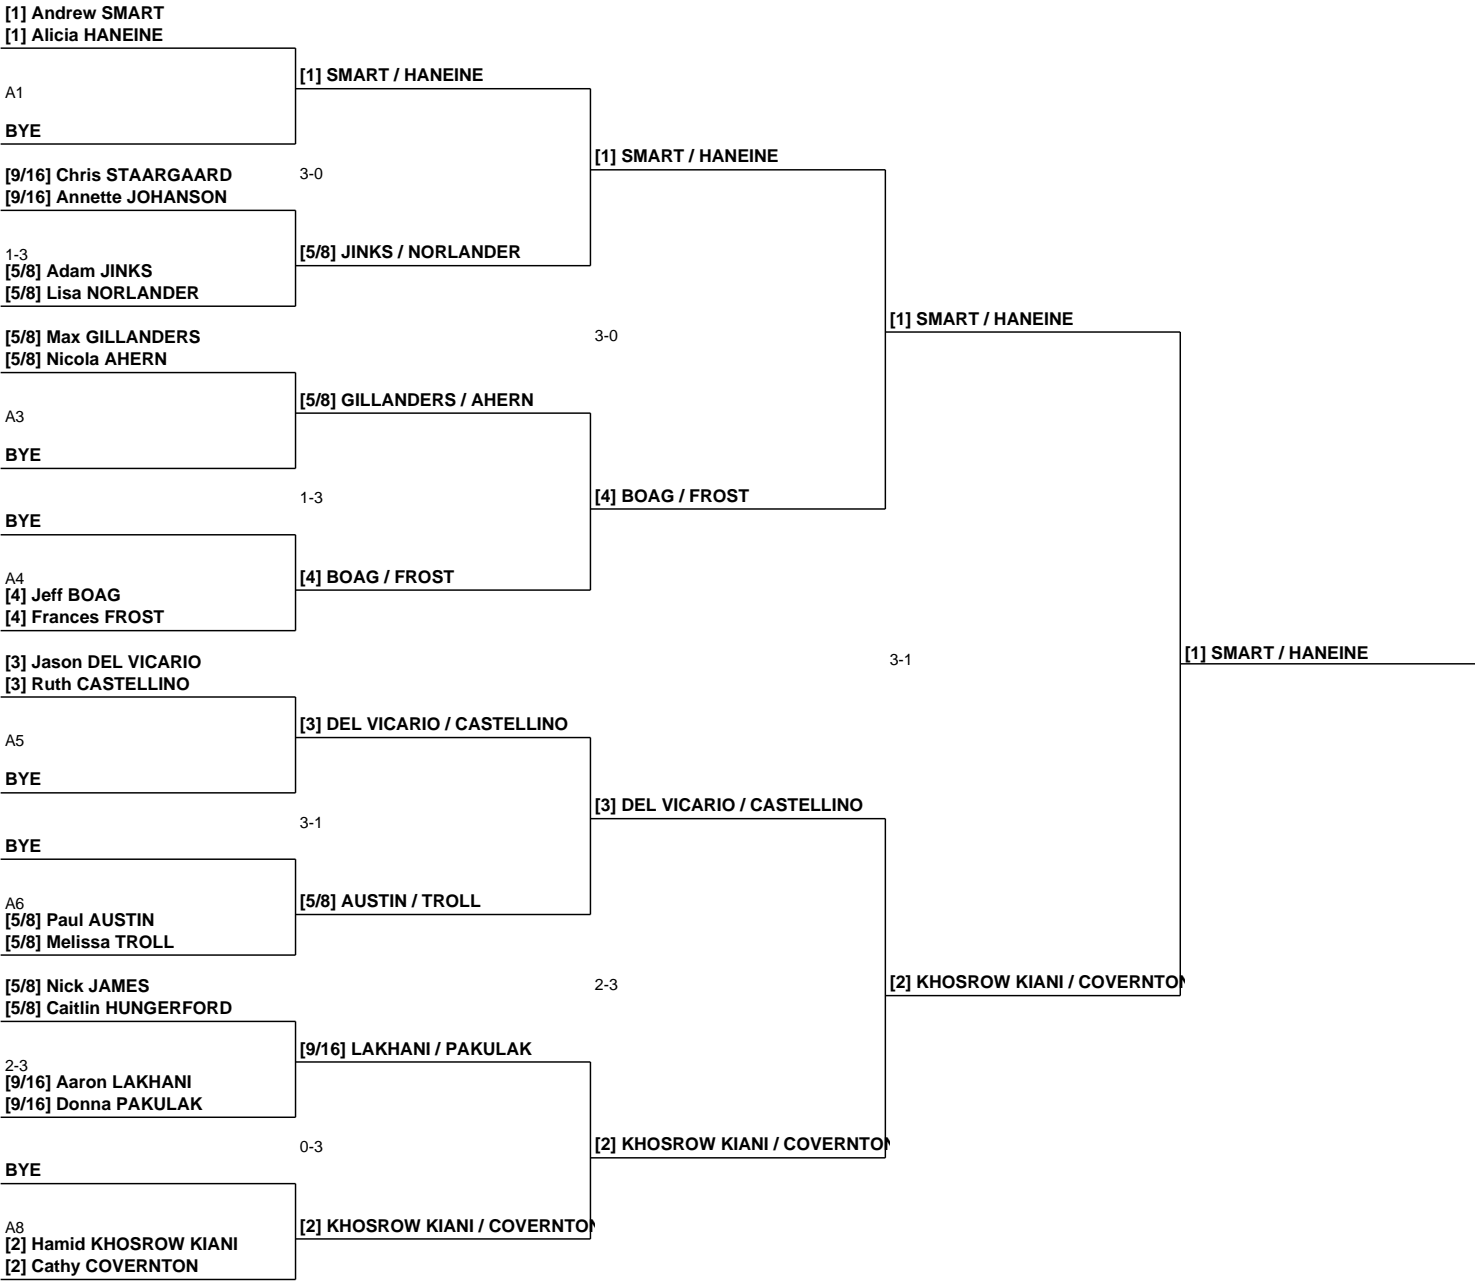 [1] Andrew SMART
[1] Alicia HANEINE
[1] SMART / HANEINE
A1
BYE
[1] SMART / HANEINE
[9/16] Chris STAARGAARD
3-0
[9/16] Annette JOHANSON
1-3
[5/8] JINKS / NORLANDER
[5/8] Adam JINKS
[5/8] Lisa NORLANDER
[1] SMART / HANEINE
[5/8] Max GILLANDERS
3-0
[5/8] Nicola AHERN
[5/8] GILLANDERS / AHERN
A3
BYE
1-3
[4] BOAG / FROST
BYE
A4
[4] BOAG / FROST
[4] Jeff BOAG
[4] Frances FROST
[3] Jason DEL VICARIO
3-1
[1] SMART / HANEINE
[3] Ruth CASTELLINO
[3] DEL VICARIO / CASTELLINO
A5
BYE
[3] DEL VICARIO / CASTELLINO
3-1
BYE
A6
[5/8] AUSTIN / TROLL
[5/8] Paul AUSTIN
[5/8] Melissa TROLL
[5/8] Nick JAMES
2-3
[2] KHOSROW KIANI / COVERNTON
[5/8] Caitlin HUNGERFORD
[9/16] LAKHANI / PAKULAK
2-3
[9/16] Aaron LAKHANI
[9/16] Donna PAKULAK
0-3
[2] KHOSROW KIANI / COVERNTON
BYE
A8
[2] KHOSROW KIANI / COVERNTON
[2] Hamid KHOSROW KIANI
[2] Cathy COVERNTON